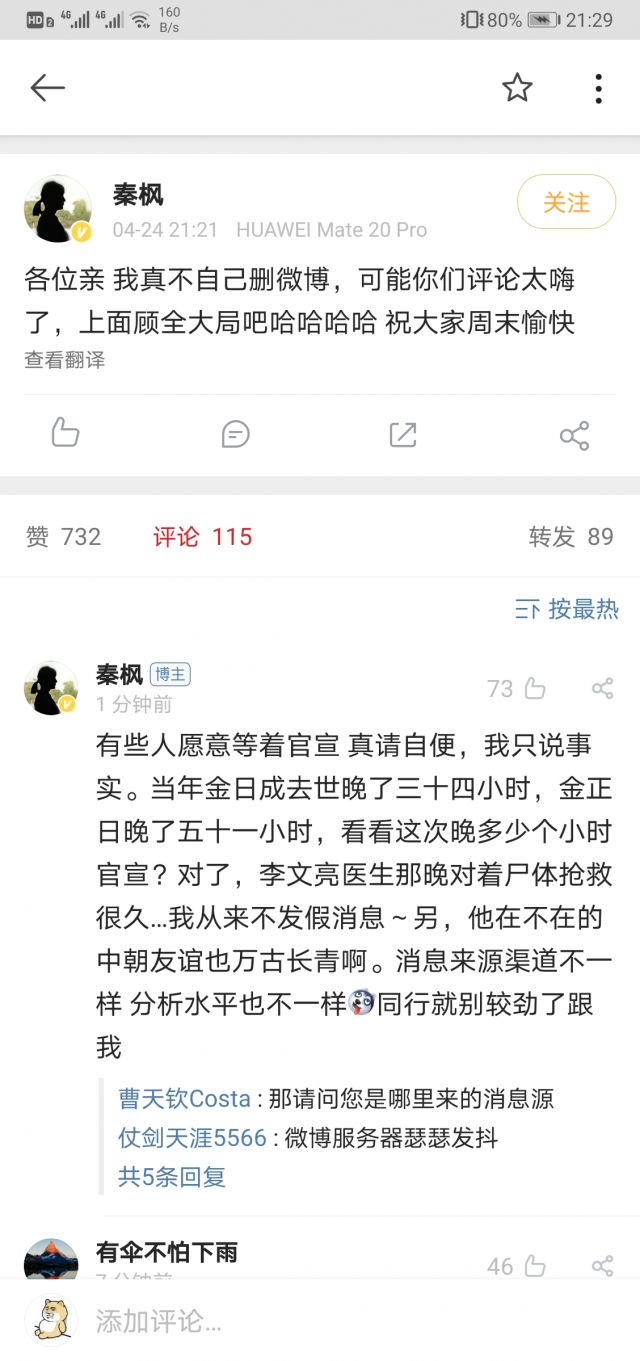 HD 2 4G 4G 160 B/s 80% 21:29
秦枫
关注
04-24 21:21 HUAWEI Mate 20 Pro
各位亲 我真不自己删微博，可能你们评论太嗨
了，上面顾全大局吧哈哈哈哈 祝大家周末愉快
查看翻译
赞 732 评论 115 转发 89
按最热
秦枫 博主
73
1 分钟前
有些人愿意等着官宣 真请自便，我只说事
实。当年金日成去世晚了三十四小时，金正
日晚了五十一小时，看看这次晚多少个小时
官宣？对了，李文亮医生那晚对着尸体抢救
很久...我从来不发假消息～另，他在不在的
中朝友谊也万古长青啊。消息来源渠道不一
样 分析水平也不一样同行就别较劲了跟
我
曹天钦Costa : 那请问您是哪里来的消息源
仗剑天涯5566 : 微博服务器瑟瑟发抖
共5条回复
有伞不怕下雨
46
7 分钟前
添加评论...